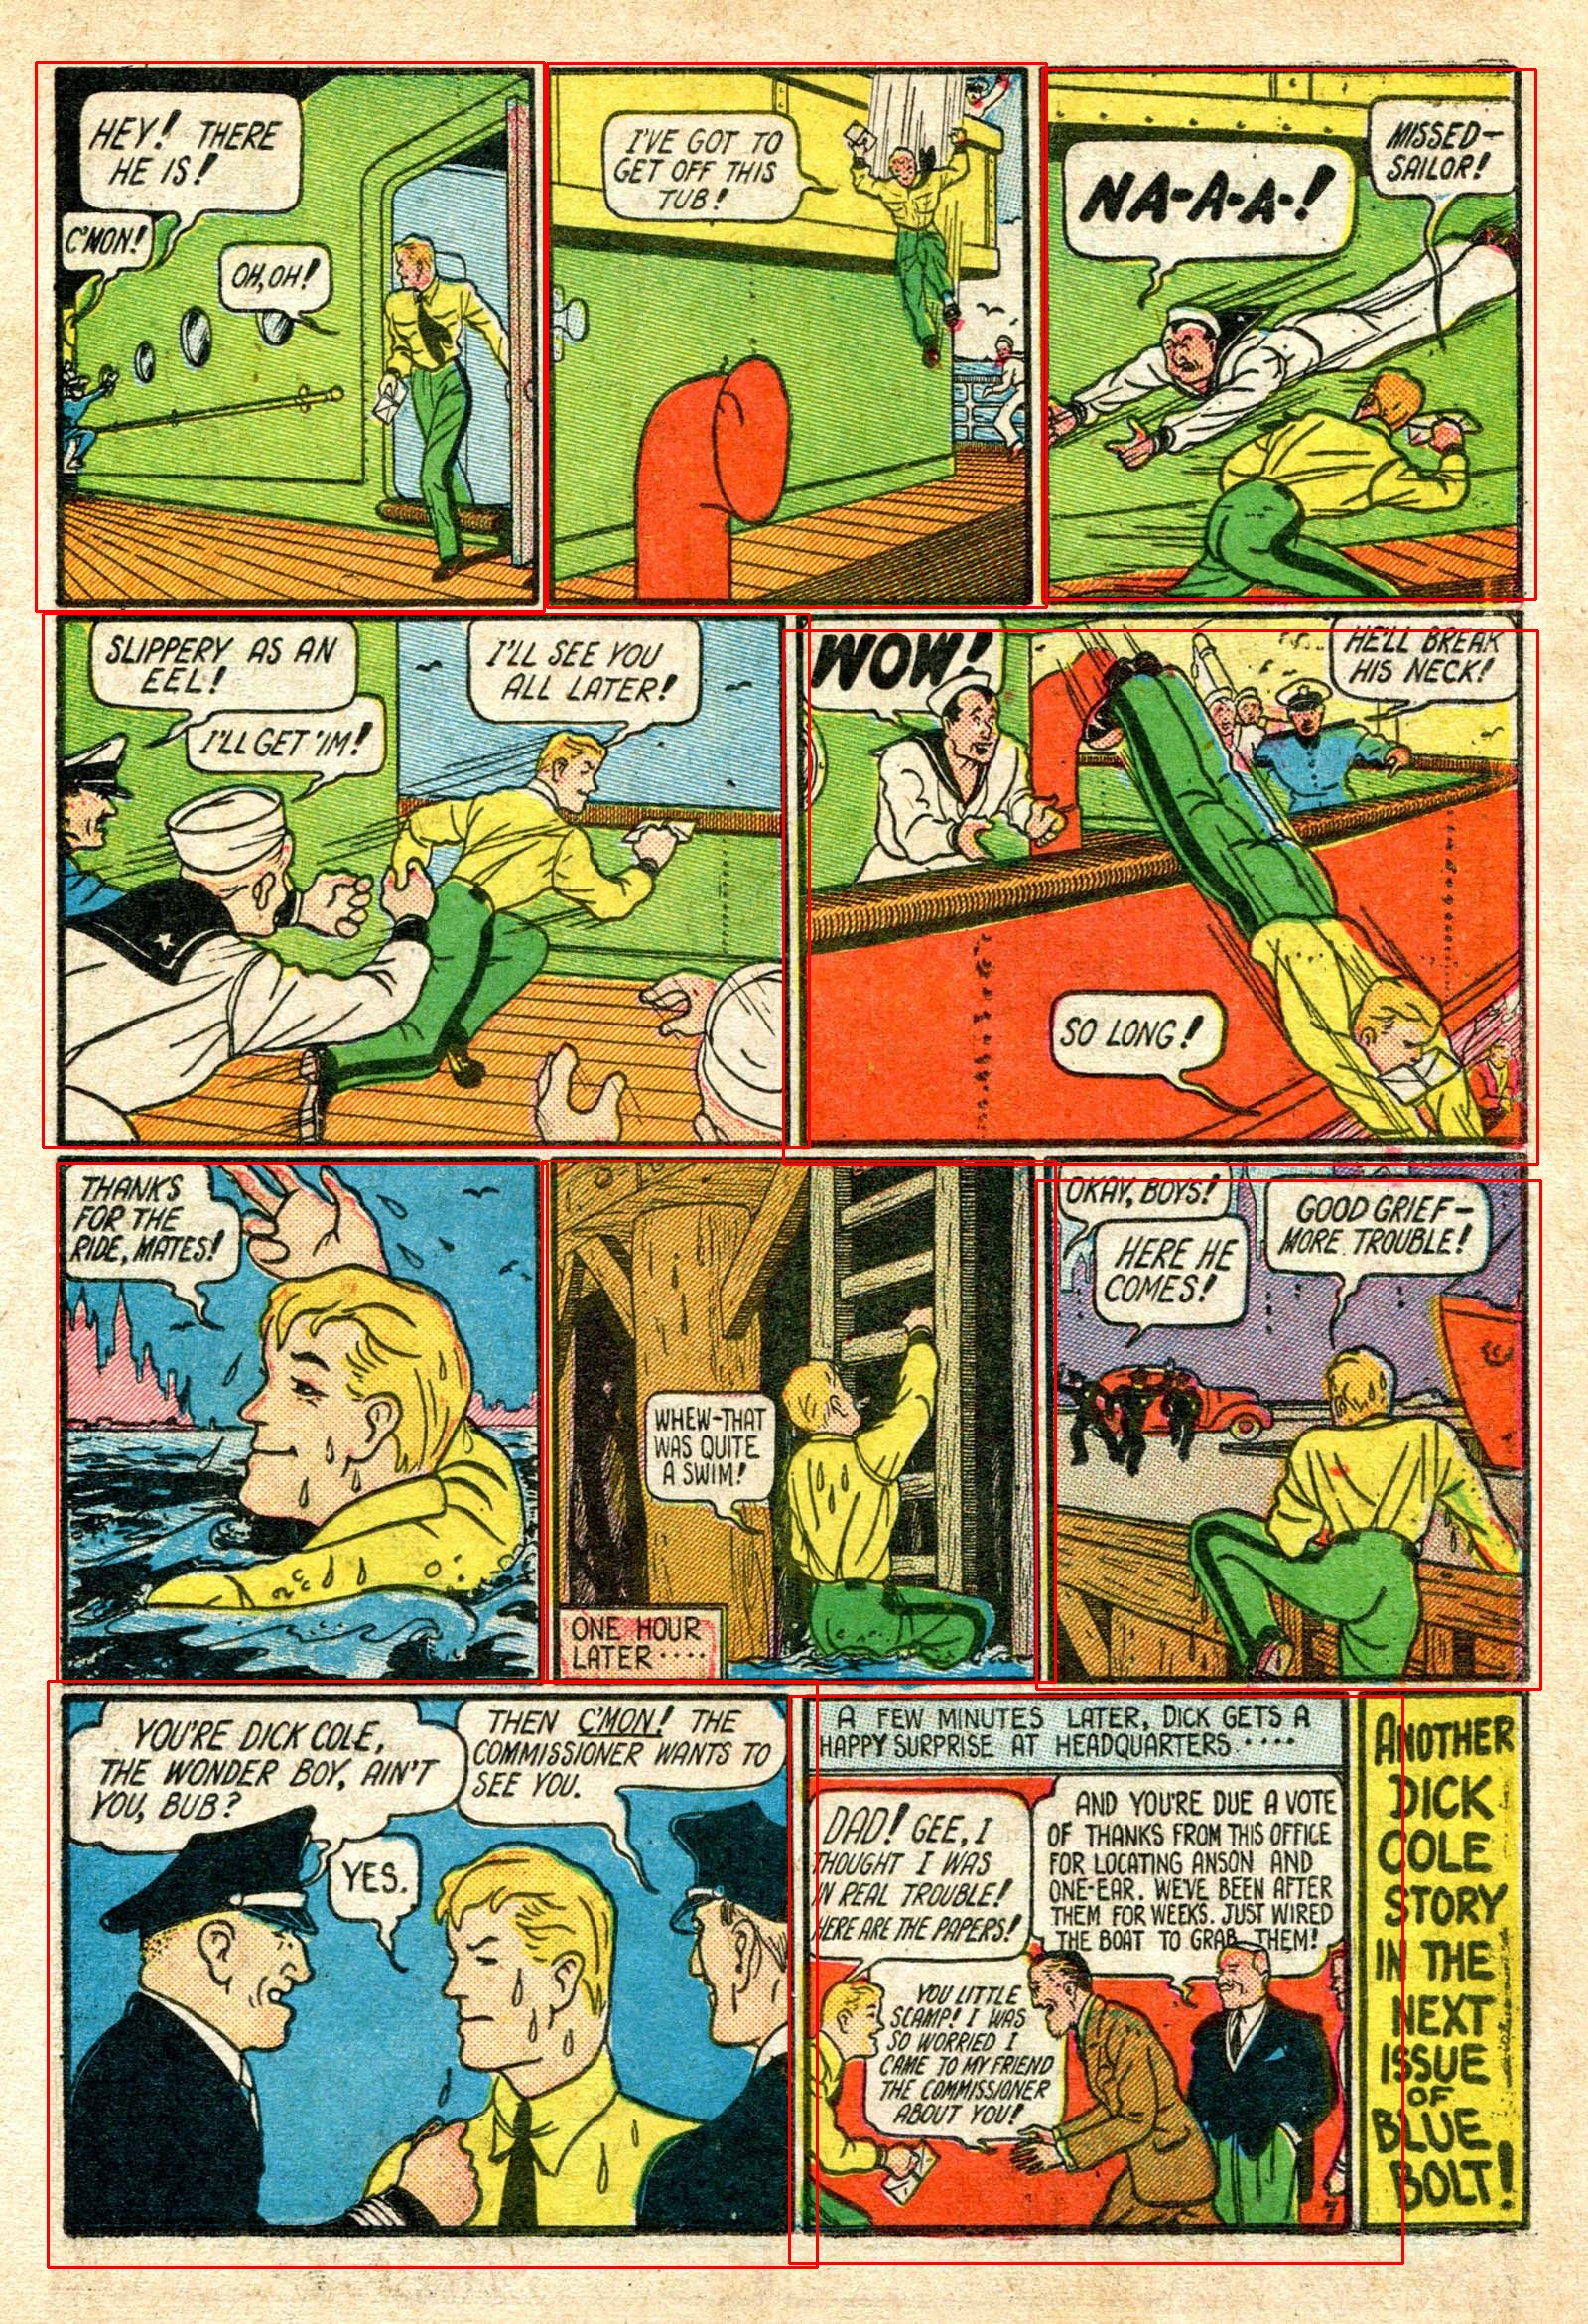 HEY! THERE
HE IS!
C'MON!
OH, OH!
I'VE GOT TO
GET OFF THIS
TUB!
NA-A-A-!
MISSED-
SAILOR!
SLIPPERY AS AN
EEL!
I'LL GET 'IM!
I'LL SEE YOU
ALL LATER!
WOW!
HE'LL BREAK
HIS NECK!
SO LONG!
THANKS
FOR THE
RIDE, MATES!
WHEW-THAT
WAS QUITE
A SWIM!
ONE HOUR
LATER····
OKAY, BOYS!
HERE HE
COMES!
GOOD GRIEF-
MORE TROUBLE!
YOU'RE DICK COLE,
THE WONDER BOY, AIN'T
YOU, BUB?
YES.
THEN C'MON! THE
COMMISSIONER WANTS TO
SEE YOU.
A FEW MINUTES LATER, DICK GETS A
HAPPY SURPRISE AT HEADQUARTERS····
DAD! GEE, I
THOUGHT I WAS
IN REAL TROUBLE!
HERE ARE THE PAPERS!
AND YOU'RE DUE A VOTE
OF THANKS FROM THIS OFFICE
FOR LOCATING ANSON AND
ONE-EAR. WE'VE BEEN AFTER
THEM FOR WEEKS. JUST WIRED
THE BOAT TO GRAB THEM!
YOU LITTLE
SCAMP! I WAS
SO WORRIED I
CAME TO MY FRIEND
THE COMMISSIONER
ABOUT YOU!
7
ANOTHER
DICK
COLE
STORY
IN THE
NEXT
ISSUE
OF
BLUE
BOLT!